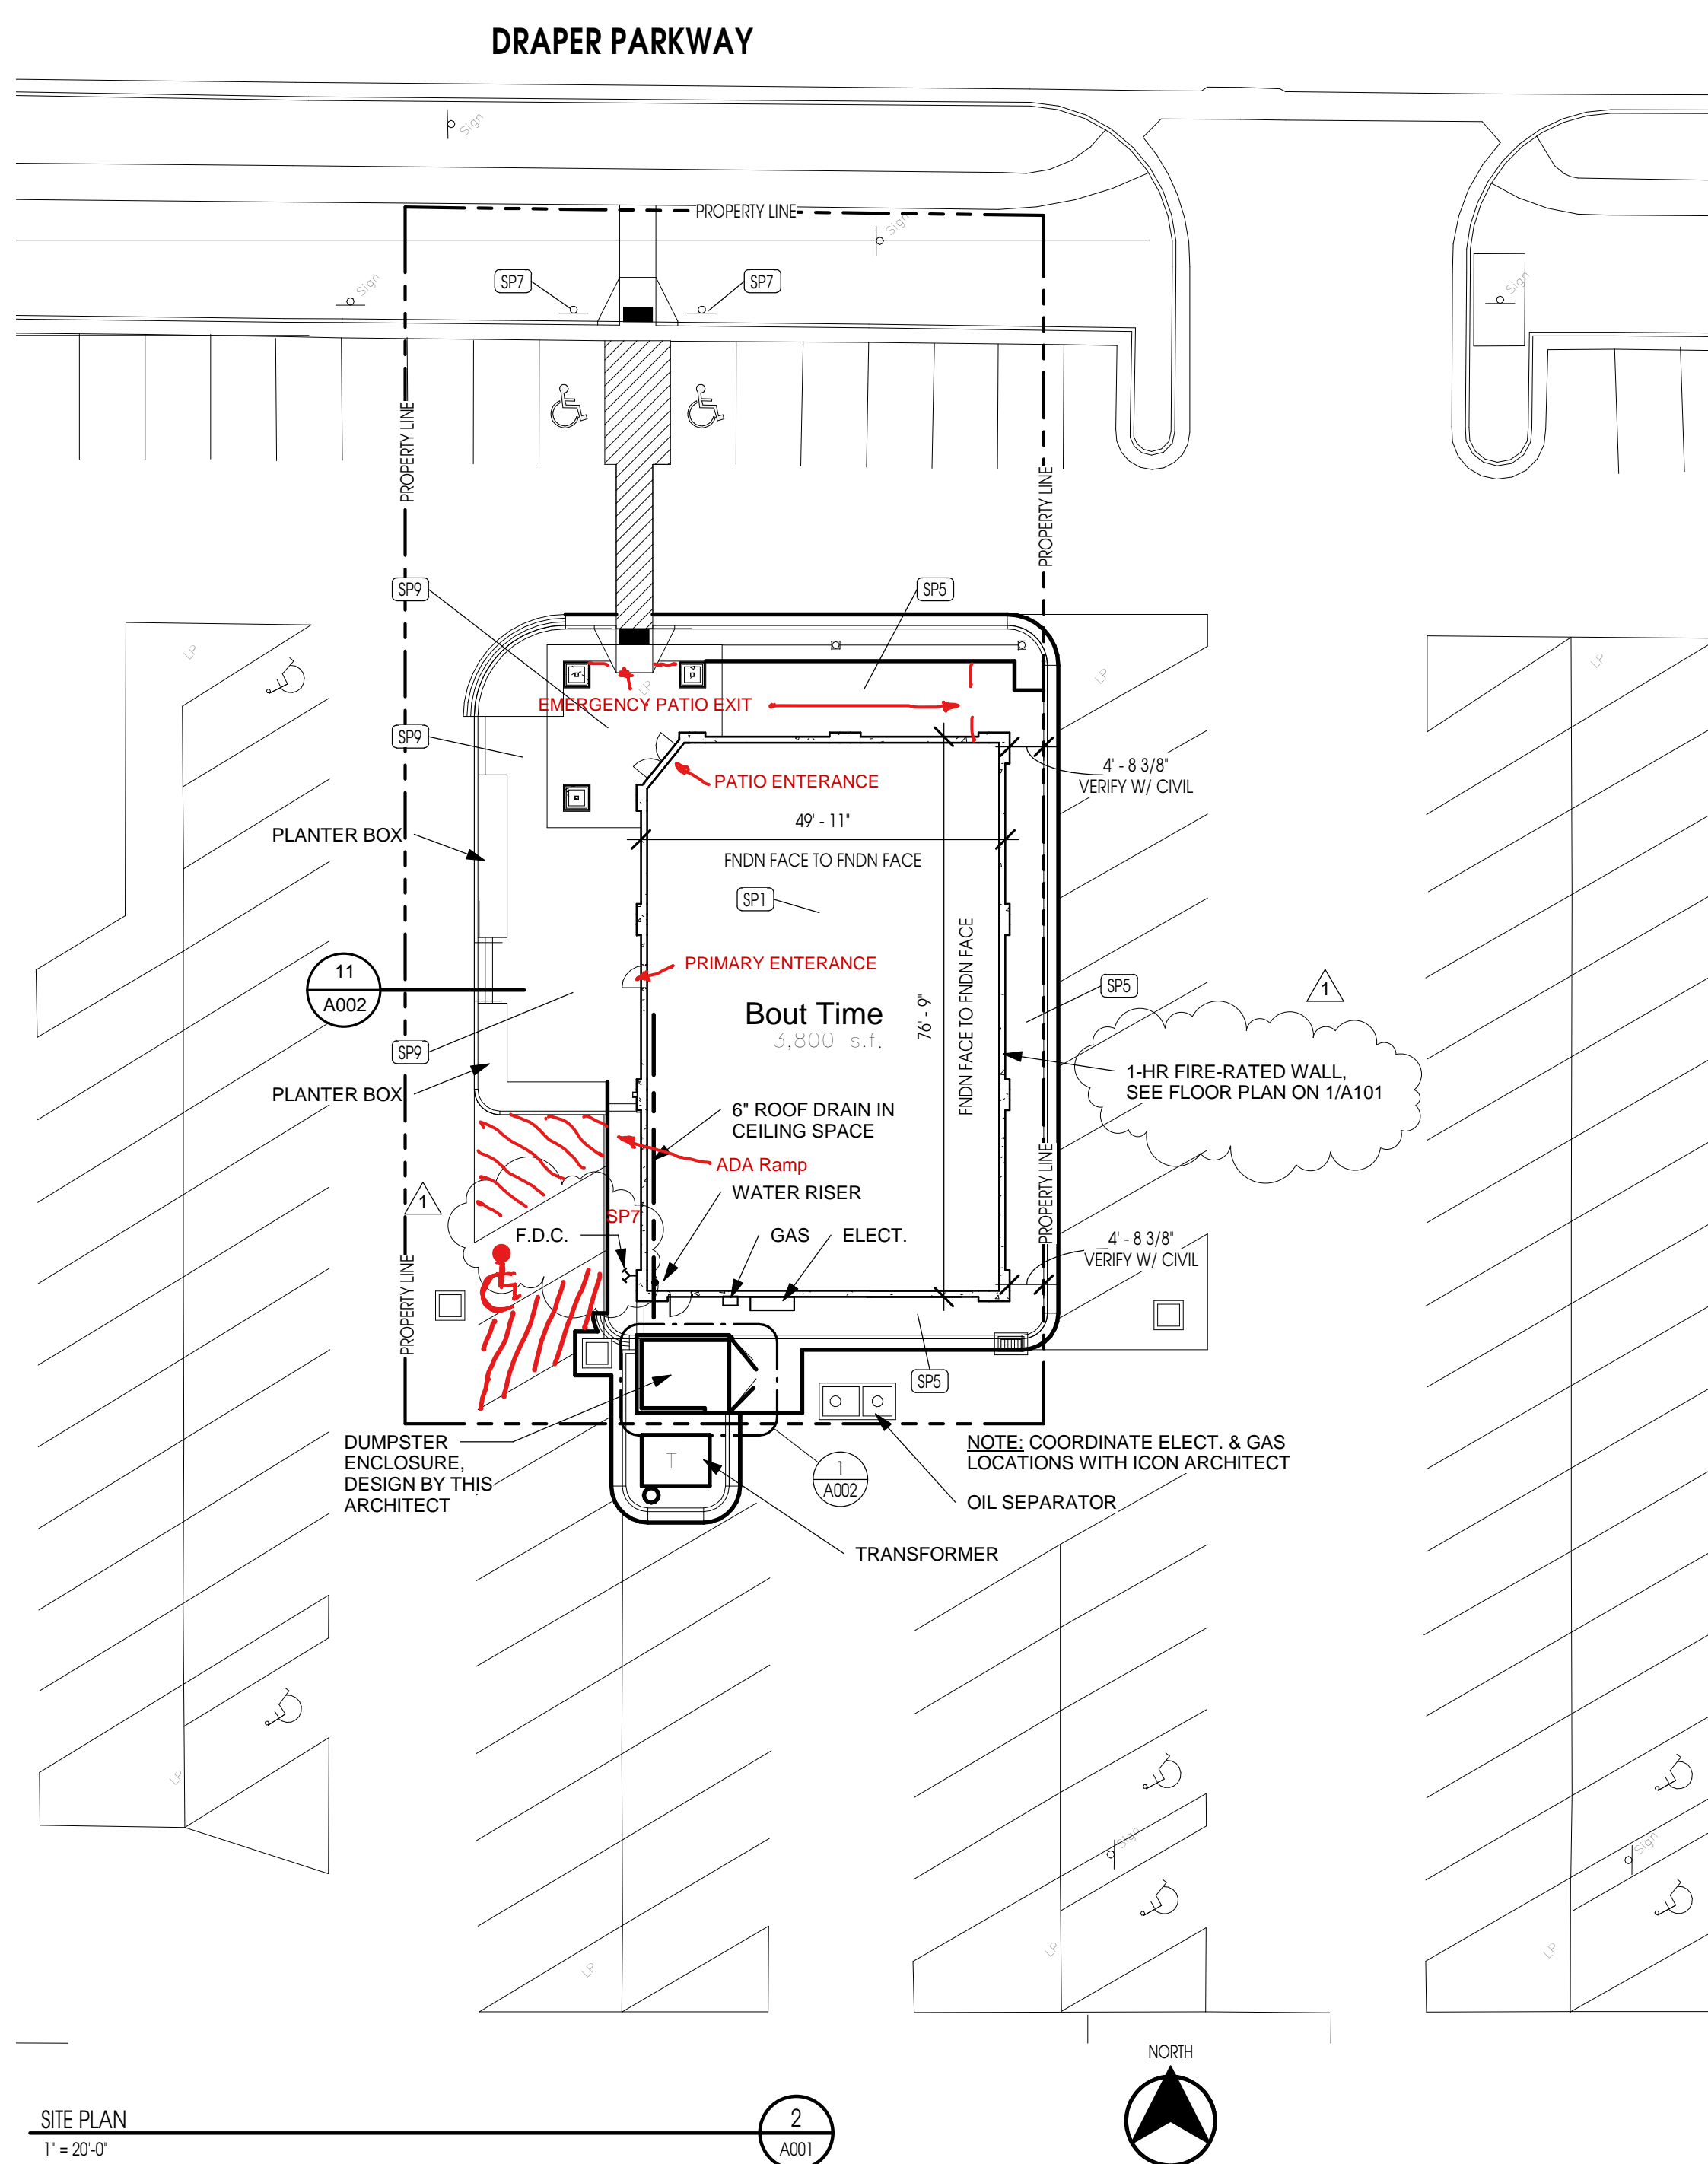 DRAPER PARKWAY
Sign
PROPERTY LINE
Sign
SP7
SP7
Sign
Sign
PROPERTY LINE
PROPERTY LINE
SP9
SP5
LP
LP
LP
LP
EMERGENCY PATIO EXIT
SP9
4' - 8 3/8"
VERIFY W/ CIVIL
PATIO ENTERANCE
49' - 11"
PLANTER BOX
FNDN FACE TO FNDN FACE
SP1
PRIMARY ENTERANCE
11
A002
SP5
1
Bout Time
3,800 s.f.
76' - 9"
FNDN FACE TO FNDN FACE
SP9
1-HR FIRE-RATED WALL,
SEE FLOOR PLAN ON 1/A101
PLANTER BOX
6" ROOF DRAIN IN
CEILING SPACE
ADA Ramp
WATER RISER
PROPERTY LINE
1
SP7
F.D.C.
GAS
ELECT.
4' - 8 3/8"
VERIFY W/ CIVIL
PROPERTY LINE
SP5
DUMPSTER
ENCLOSURE,
DESIGN BY THIS
ARCHITECT
T
1
A002
NOTE: COORDINATE ELECT. & GAS
LOCATIONS WITH ICON ARCHITECT
OIL SEPARATOR
TRANSFORMER
LP
Sign
Sign
LP
LP
LP
NORTH
SITE PLAN
1" = 20'-0"
2
A001